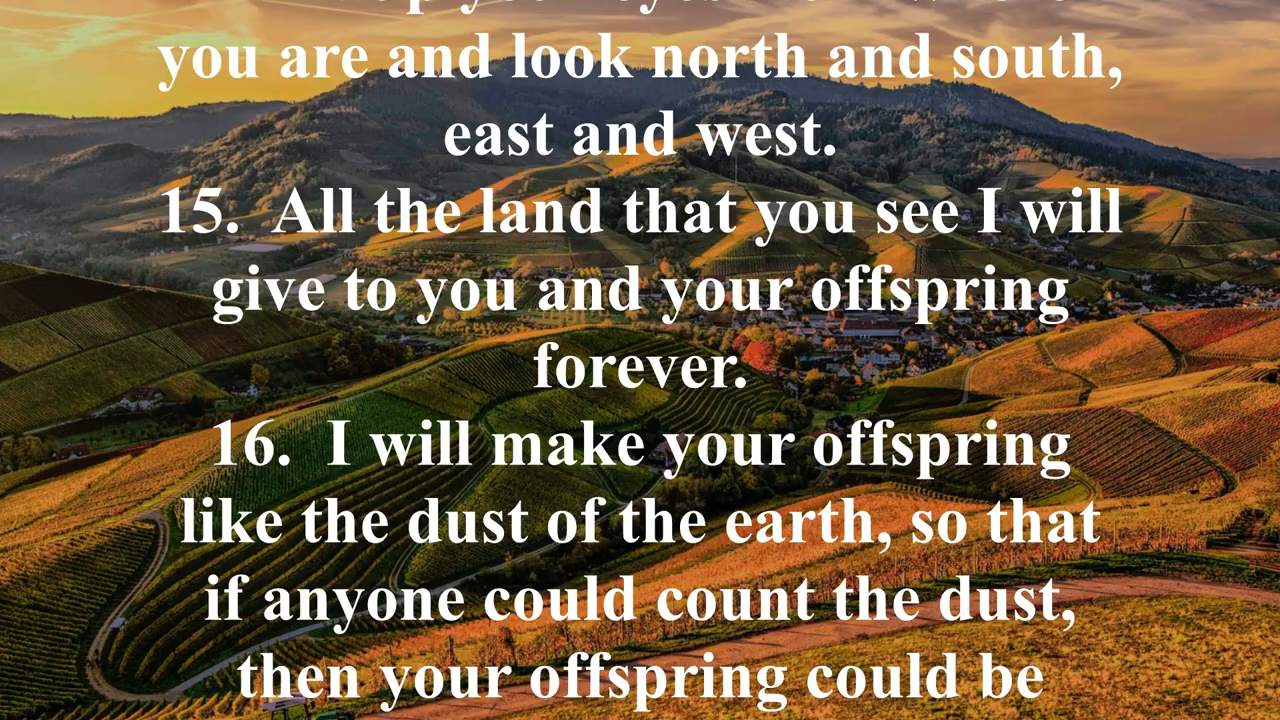 you are and look north and south,
east and west.
15.  All the land that you see I will
give to you and your offspring
forever.
16.  I will make your offspring
like the dust of the earth, so that
if anyone could count the dust,
then your offspring could be